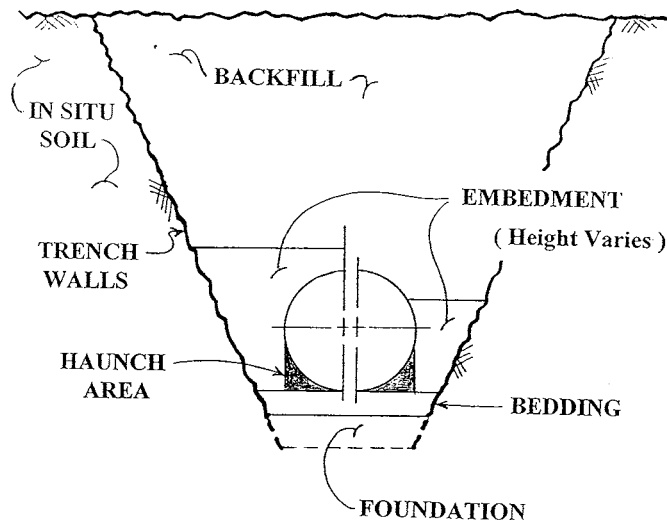 BACKFILL
IN SITU
SOIL
EMBEDMENT
( Height Varies )
TRENCH
WALLS
HAUNCH
AREA
BEDDING
FOUNDATION